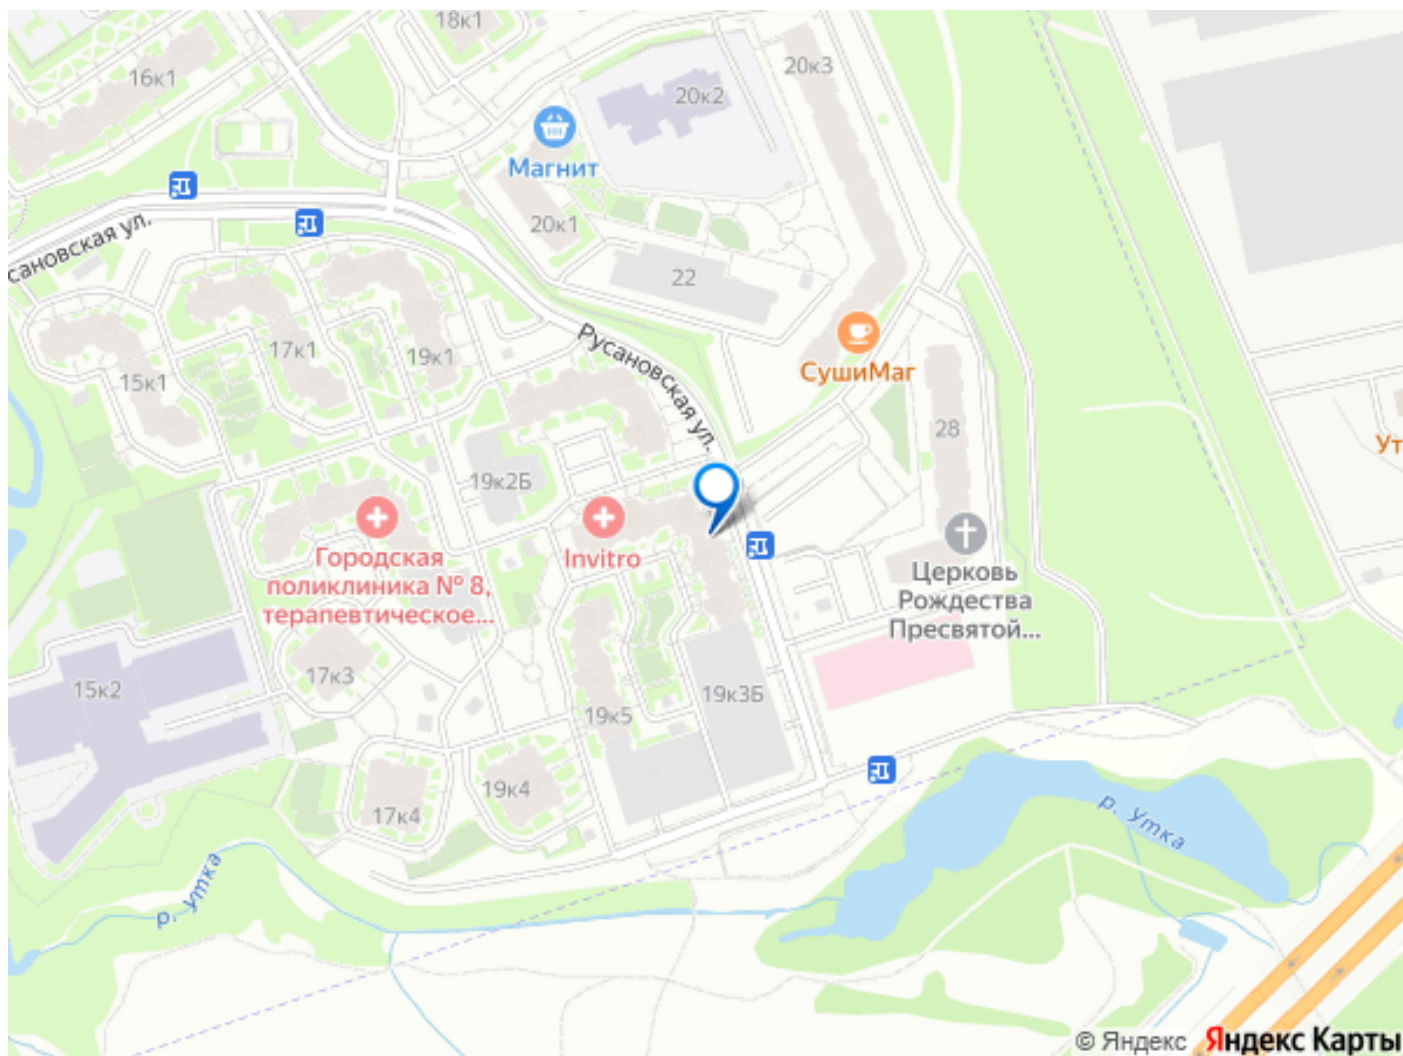 18к1
16к1
20к3
20к2
Магнит
20к1
сановская ул.
22
17к1
19к1
15к1
Русановская ул.
СушиМаг
28
Ут
19к2Б
Городская
поликлиника № 8,
терапевтическое...
Invitro
Церковь
Рождества
Пресвятой...
17к3
15к2
19к5
19к3Б
17к4
19к4
р. Утка
р. Утка
© Яндекс Яндекс Карты